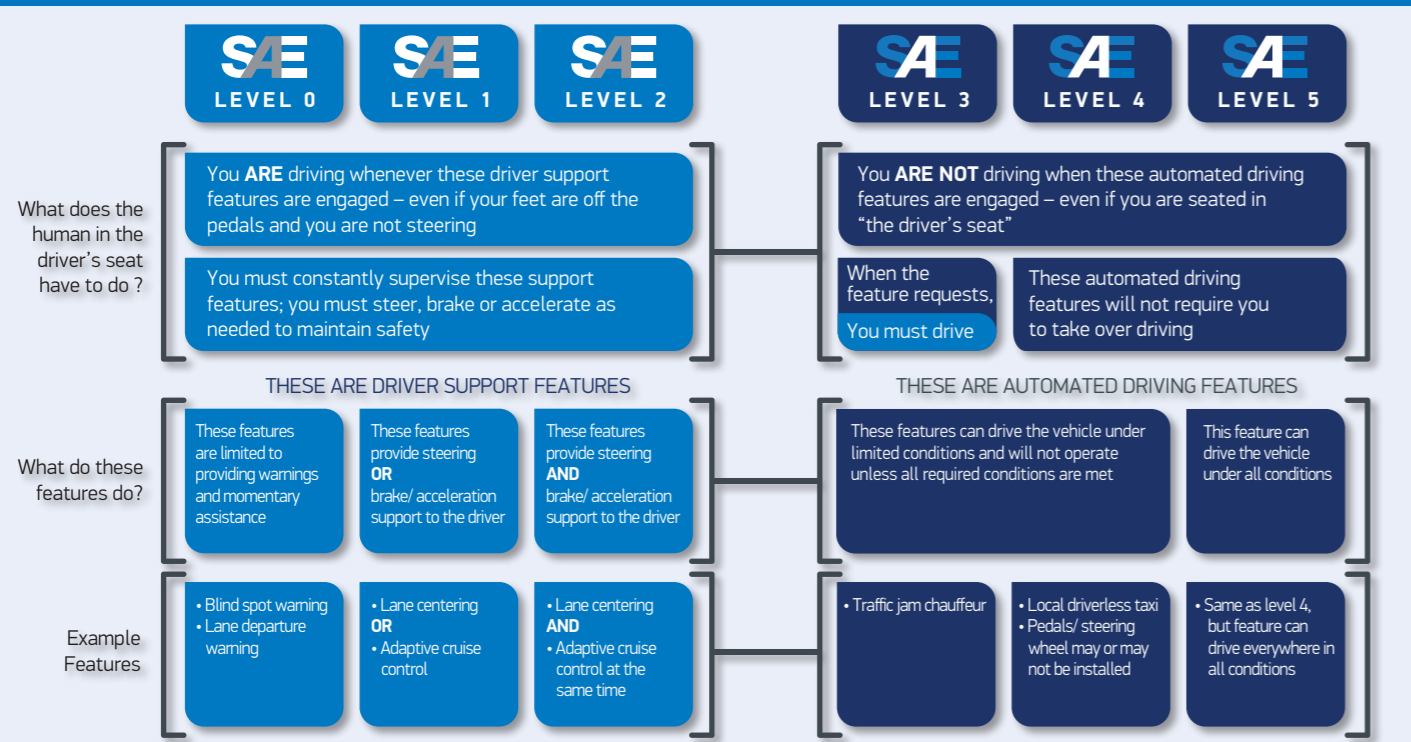 SAE
LEVEL 0
SAE
LEVEL 1
SAE
LEVEL 2
SAE
LEVEL 3
SAE
LEVEL 4
SAE
LEVEL 5
What does the
human in the
driver's seat
have to do ?
You ARE driving whenever these driver support
features are engaged – even if your feet are off the
pedals and you are not steering
You must constantly supervise these support
features; you must steer, brake or accelerate as
needed to maintain safety
You ARE NOT driving when these automated driving
features are engaged – even if you are seated in
“the driver’s seat”
When the
feature requests,
You must drive
These automated driving
features will not require you
to take over driving
THESE ARE DRIVER SUPPORT FEATURES
THESE ARE AUTOMATED DRIVING FEATURES
What do these
features do?
These features
are limited to
providing warnings
and momentary
assistance
These features
provide steering
OR
brake/ acceleration
support to the driver
These features
provide steering
AND
brake/ acceleration
support to the driver
These features can drive the vehicle under
limited conditions and will not operate
unless all required conditions are met
This feature can
drive the vehicle
under all conditions
Example
Features
• Blind spot warning
• Lane departure
warning
• Lane centering
OR
• Adaptive cruise
control
• Lane centering
AND
• Adaptive cruise
control at the
same time
• Traffic jam chauffeur
• Local driverless taxi
• Pedals/ steering
wheel may or may
not be installed
• Same as level 4,
but feature can
drive everywhere in
all conditions